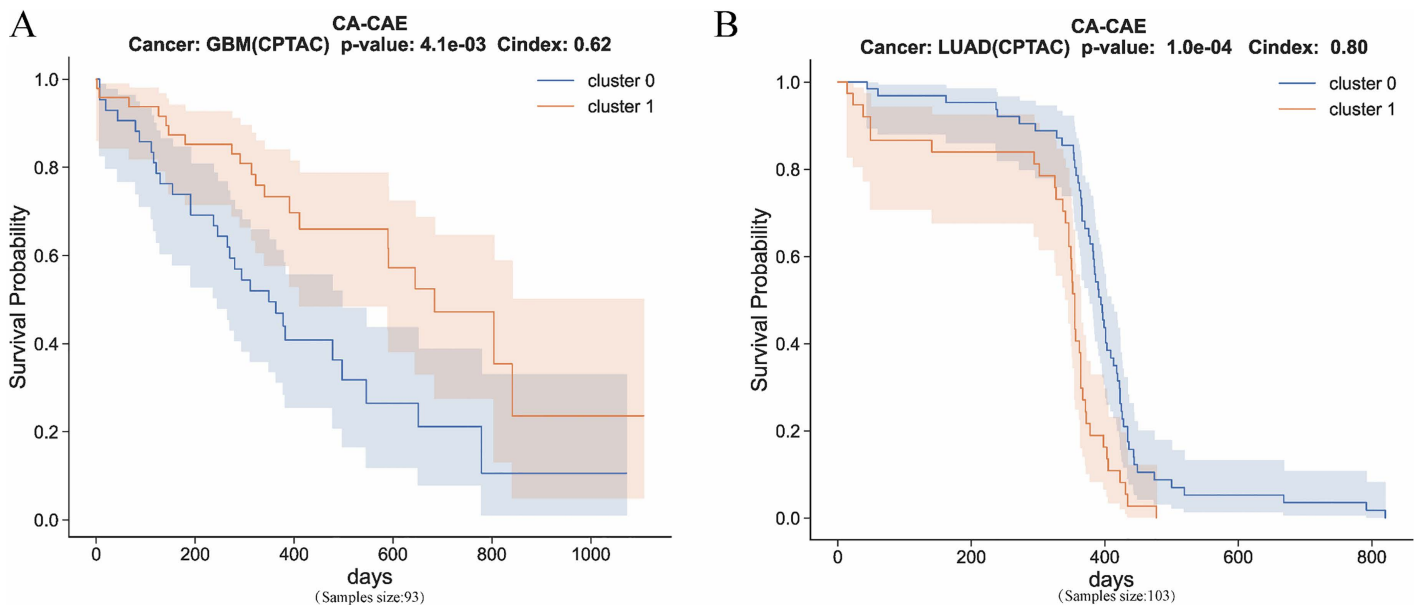 A
CA-CAE
Cancer: GBM(CPTAC) p-value: 4.1e-03 Cindex: 0.62
cluster 0
cluster 1
Survival Probability
1.0
0.8
0.6
0.4
0.2
0.0
0 200 400 600 800 1000
days
(Samples size:93)
B
CA-CAE
Cancer: LUAD(CPTAC) p-value: 1.0e-04 Cindex: 0.80
cluster 0
cluster 1
Survival Probability
1.0
0.8
0.6
0.4
0.2
0.0
0 200 400 600 800
days
(Samples size:103)